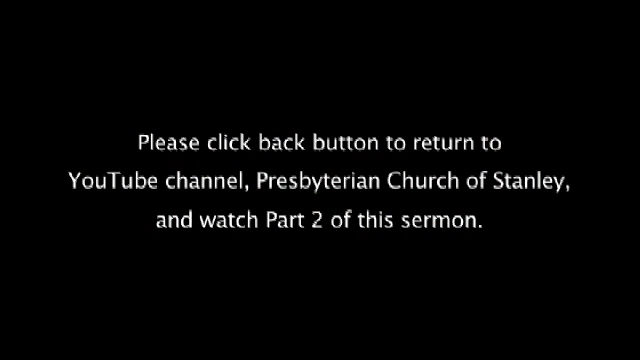 Please click back button to return to
YouTube channel, Presbyterian Church of Stanley,
and watch Part 2 of this sermon.